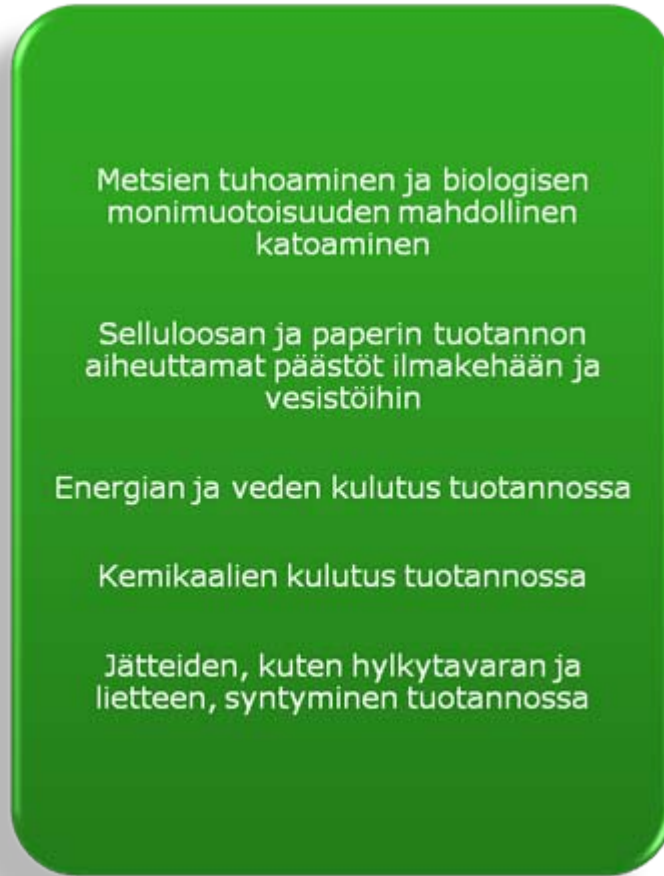 Metsien tuhoaminen ja biologisen
monimuotoisuuden mahdollinen
katoaminen
Selluloosan ja paperin tuotannon
aiheuttamat päästöt ilmakehään ja
vesistöihin
Energian ja veden kulutus tuotannossa
Kemikaalien kulutus tuotannossa
Jätteiden, kuten hylkytavaran ja
lietteen, syntyminen tuotannossa